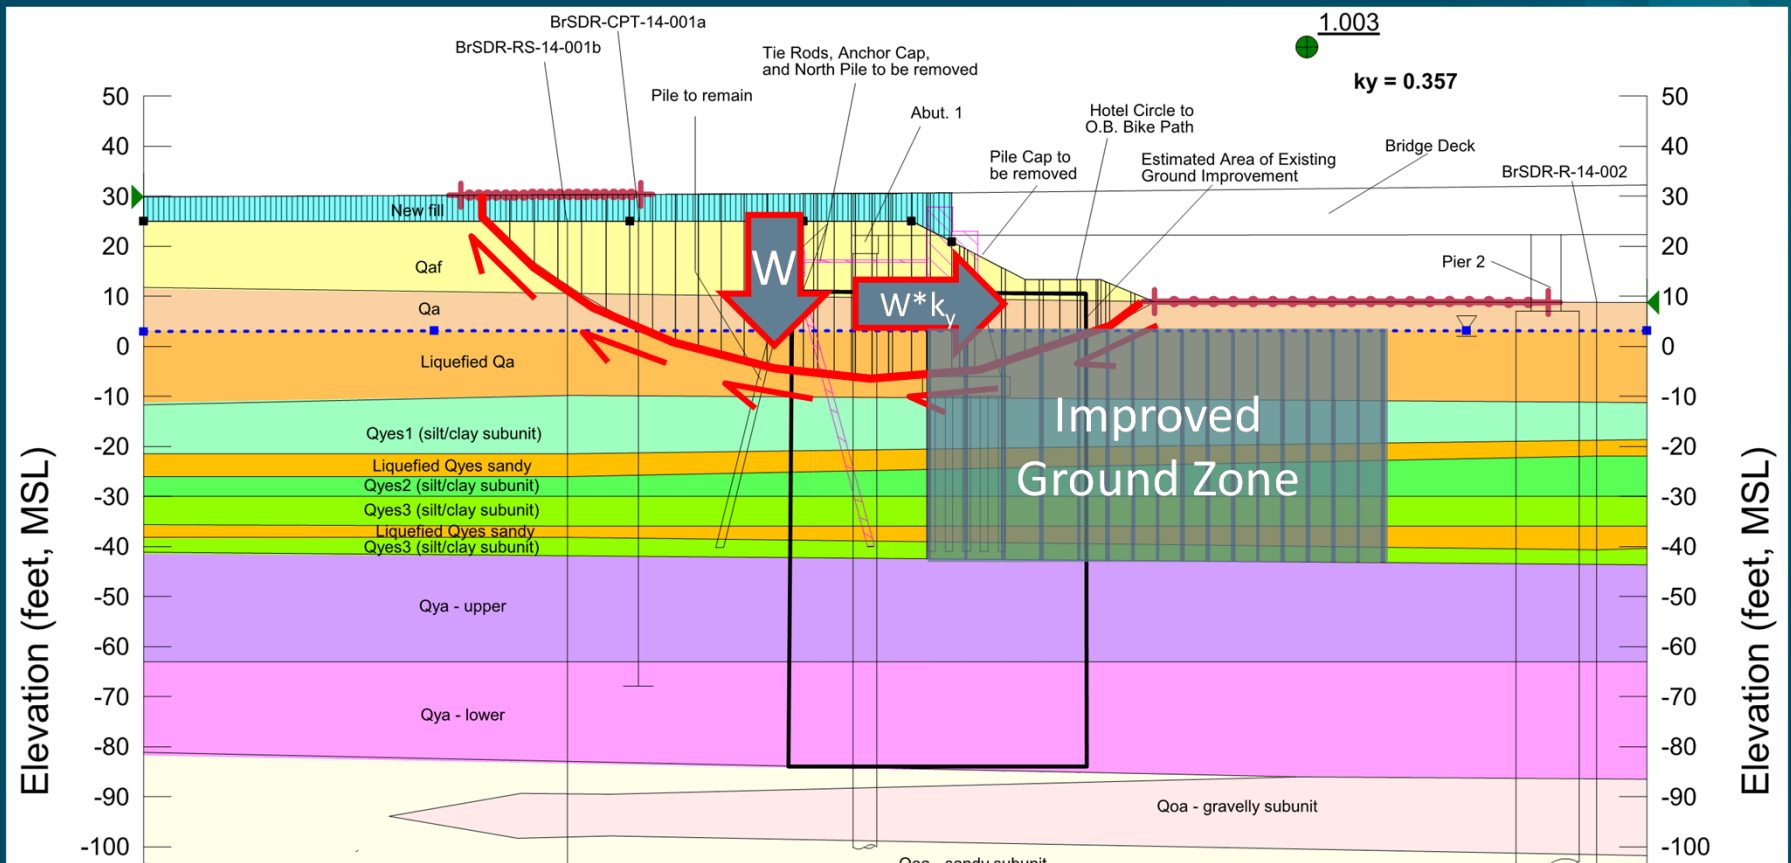 BrSDR-CPT-14-001a
BrSDR-RS-14-001b
Tie Rods, Anchor Cap,
and North Pile to be removed
Pile to remain
Abut. 1
Hotel Circle to
O.B. Bike Path
Pile Cap to
be removed
Estimated Area of Existing
Ground Improvement
Bridge Deck
BrSDR-R-14-002
Pier 2
1.003
ky = 0.357
Elevation (feet, MSL)
50
40
30
20
10
0
-10
-20
-30
-40
-50
-60
-70
-80
-90
-100
New fill
Qaf
Qa
Liquefied Qa
Qyes1 (silt/clay subunit)
Liquefied Qyes sandy
Qyes2 (silt/clay subunit)
Qyes3 (silt/clay subunit)
Liquefied Qyes sandy
Qyes3 (silt/clay subunit)
Qya - upper
Qya - lower
W
W*ky
Improved
Ground Zone
Qoa - gravelly subunit
Qoa - sandy subunit
50
40
30
20
10
0
-10
-20
-30
-40
-50
-60
-70
-80
-90
-100
Elevation (feet, MSL)